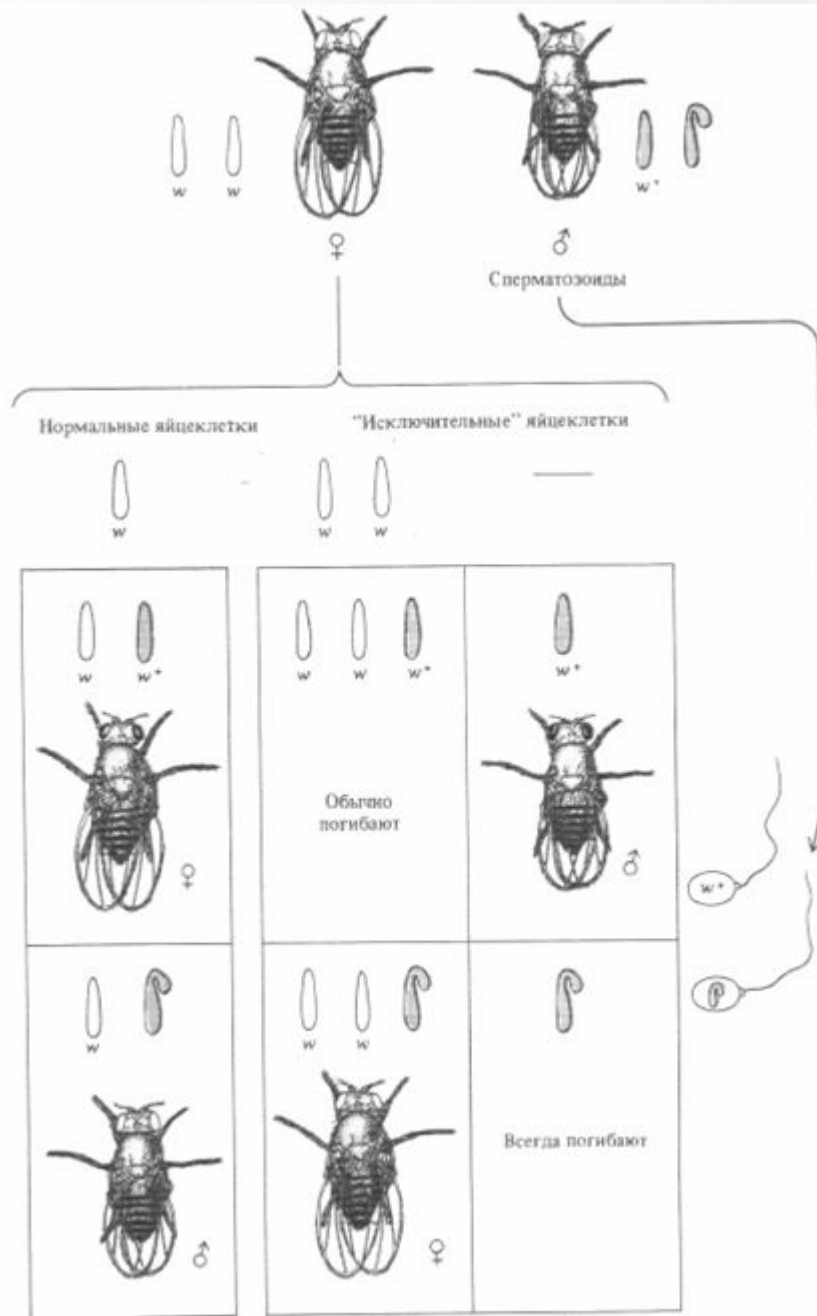 w w
w⁺
♀ ♂
Сперматозоиды
Нормальные яйцеклетки
"Исключительные" яйцеклетки
w
w w
w w⁺
♀
w w w⁺
Обычно
погибают
w⁺
♂
w⁺
w
♂
w w
♀
Всегда погибают